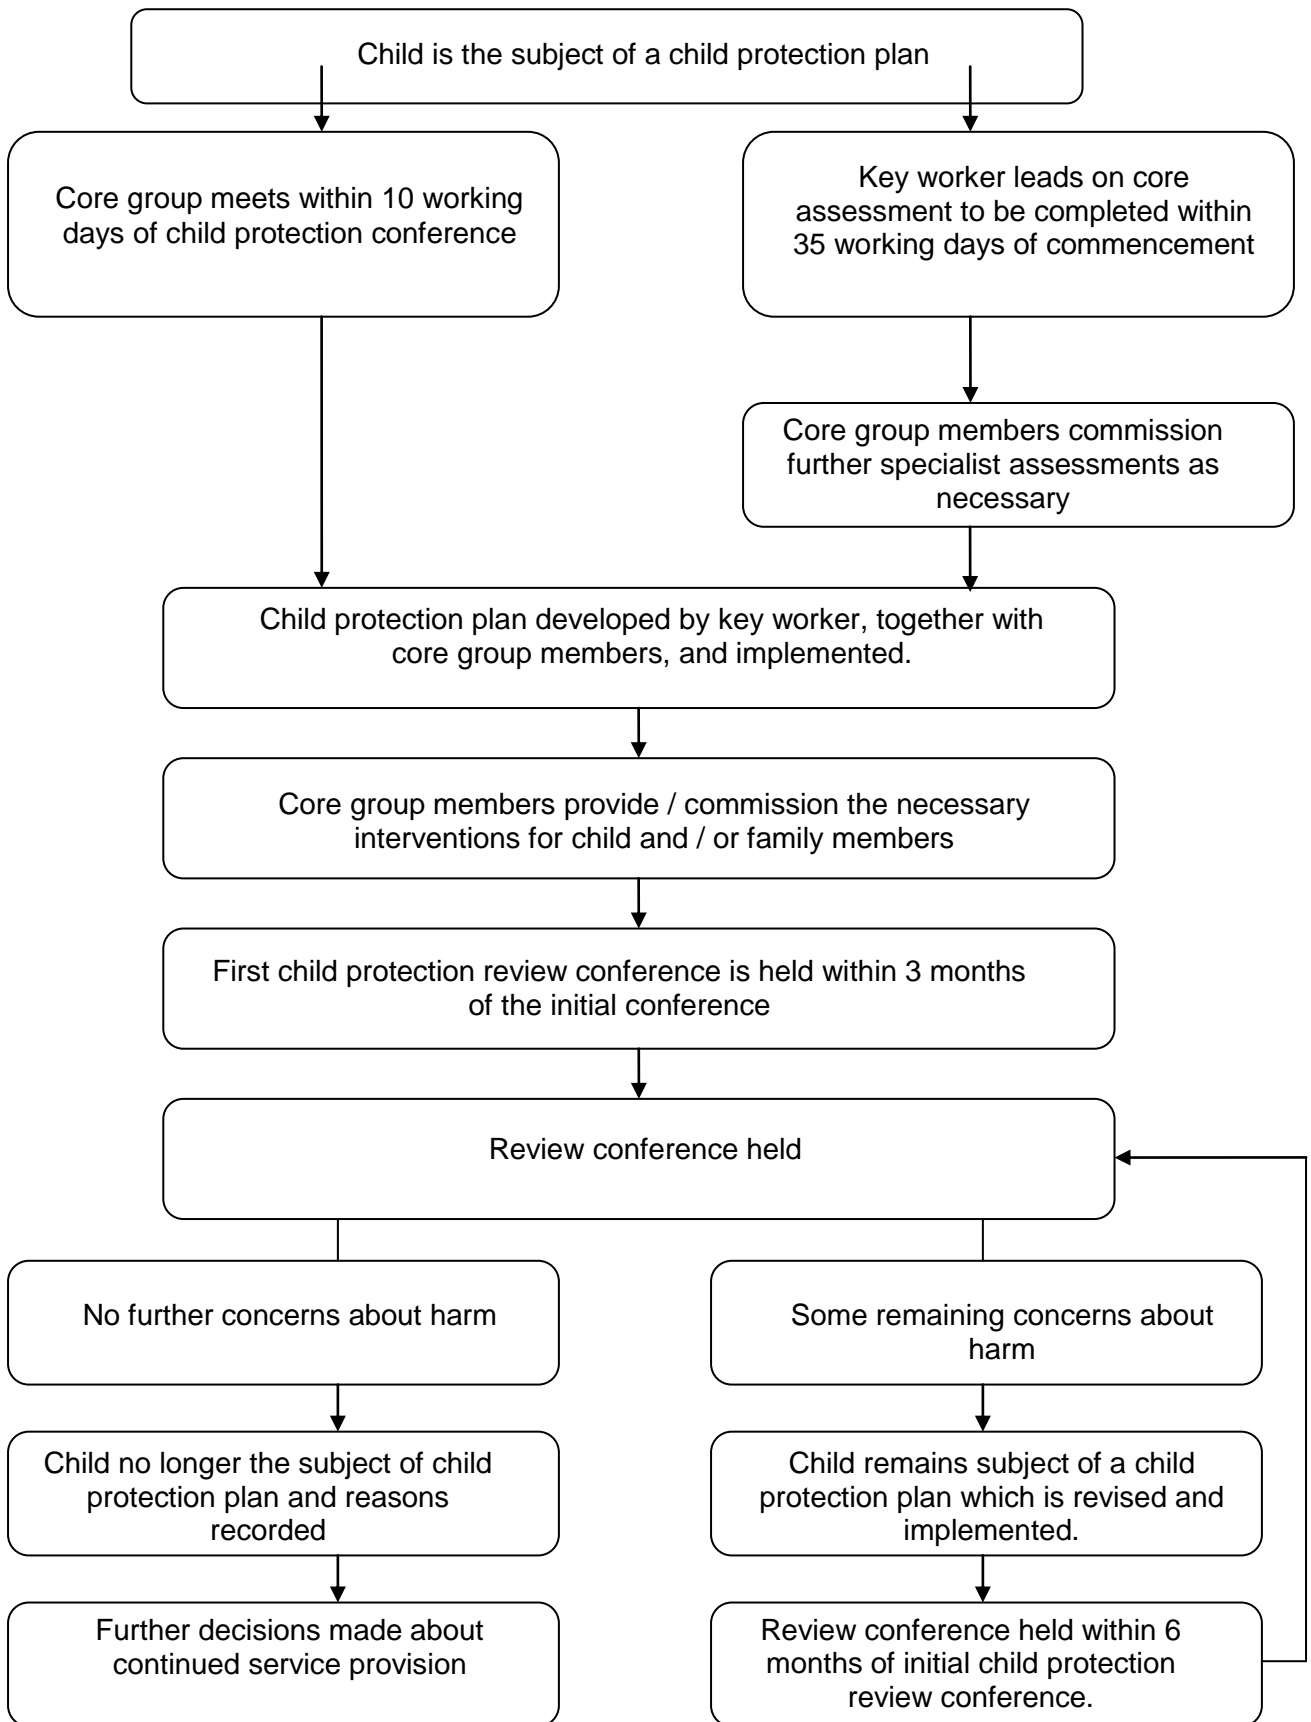 Child is the subject of a child protection plan
Core group meets within 10 working
days of child protection conference
Key worker leads on core
assessment to be completed within
35 working days of commencement
Core group members commission
further specialist assessments as
necessary
Child protection plan developed by key worker, together with
core group members, and implemented.
Core group members provide / commission the necessary
interventions for child and / or family members
First child protection review conference is held within 3 months
of the initial conference
Review conference held
No further concerns about harm
Some remaining concerns about
harm
Child no longer the subject of child
protection plan and reasons
recorded
Child remains subject of a child
protection plan which is revised and
implemented.
Further decisions made about
continued service provision
Review conference held within 6
months of initial child protection
review conference.